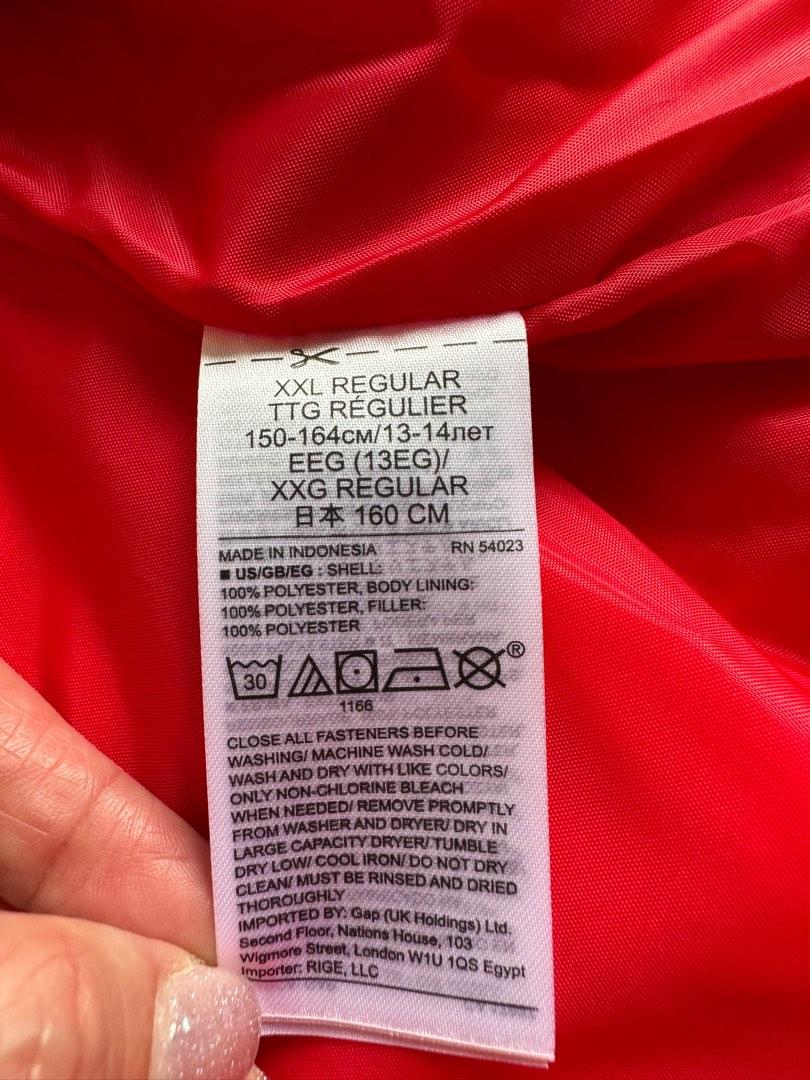 XXL REGULAR
TTG RÉGULIER
150-164см/13-14лет
EEG (13EG)/
XXG REGULAR
日本 160 CM
MADE IN INDONESIA RN 54023
■ US/GB/EG : SHELL:
100% POLYESTER, BODY LINING:
100% POLYESTER, FILLER:
100% POLYESTER
30 ®
1166
CLOSE ALL FASTENERS BEFORE
WASHING/ MACHINE WASH COLD/
WASH AND DRY WITH LIKE COLORS/
ONLY NON-CHLORINE BLEACH
WHEN NEEDED/ REMOVE PROMPTLY
FROM WASHER AND DRYER/ DRY IN
LARGE CAPACITY DRYER/ TUMBLE
DRY LOW/ COOL IRON/ DO NOT DRY
CLEAN/ MUST BE RINSED AND DRIED
THOROUGHLY
IMPORTED BY: Gap (UK Holdings) Ltd.
Second Floor, Nations House, 103
Wigmore Street, London W1U 1QS Egypt
Importer: RIGE, LLC